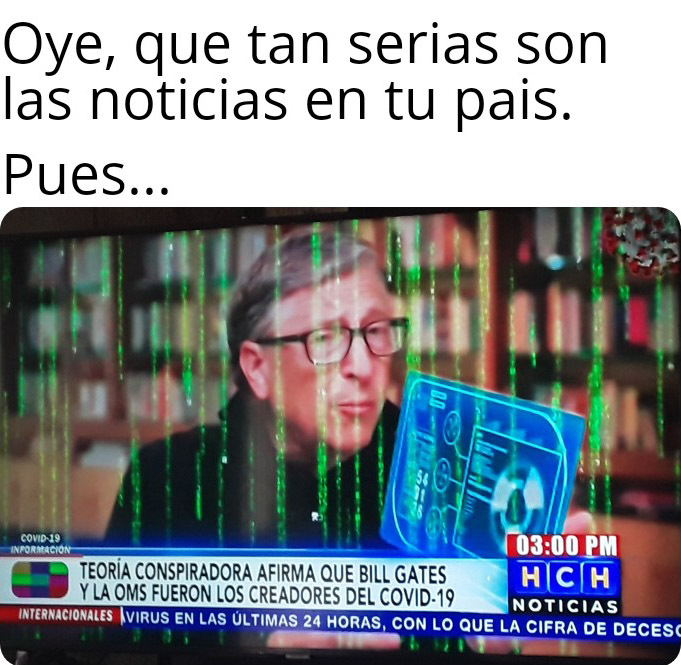 Oye, que tan serias son
las noticias en tu pais.
Pues...
COVID-19
INFORMACIÓN
TEORÍA CONSPIRADORA AFIRMA QUE BILL GATES
Y LA OMS FUERON LOS CREADORES DEL COVID-19
03:00 PM
HCH
NOTICIAS
INTERNACIONALES VIRUS EN LAS ÚLTIMAS 24 HORAS, CON LO QUE LA CIFRA DE DECESO